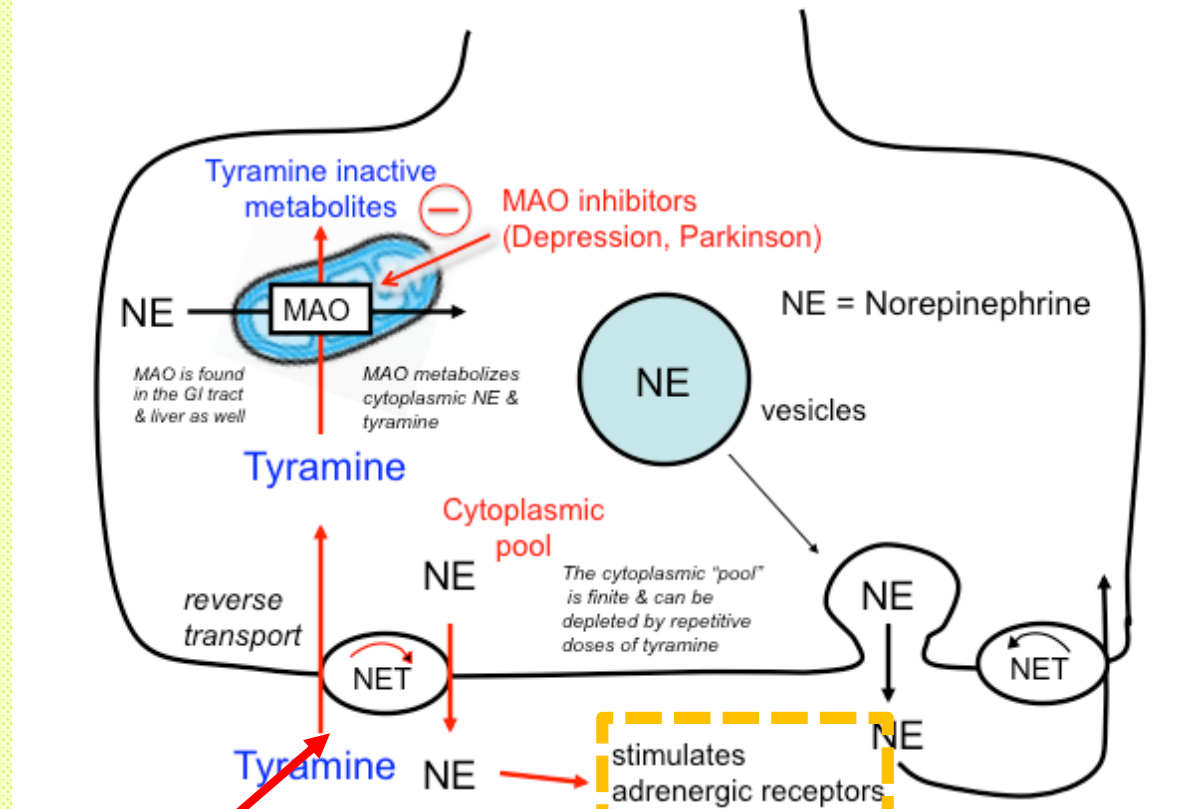 Tyramine inactive
metabolites
MAO inhibitors
(Depression, Parkinson)
NE
MAO
NE
NE = Norepinephrine
MAO is found
in the GI tract
& liver as well
MAO metabolizes
cytoplasmic NE &
tyramine
vesicles
Tyramine
Cytoplasmic
pool
NE
The cytoplasmic "pool"
is finite & can be
depleted by repetitive
doses of tyramine
reverse
transport
NET
NE
NET
Tyramine
NE
stimulates
adrenergic receptors
NE